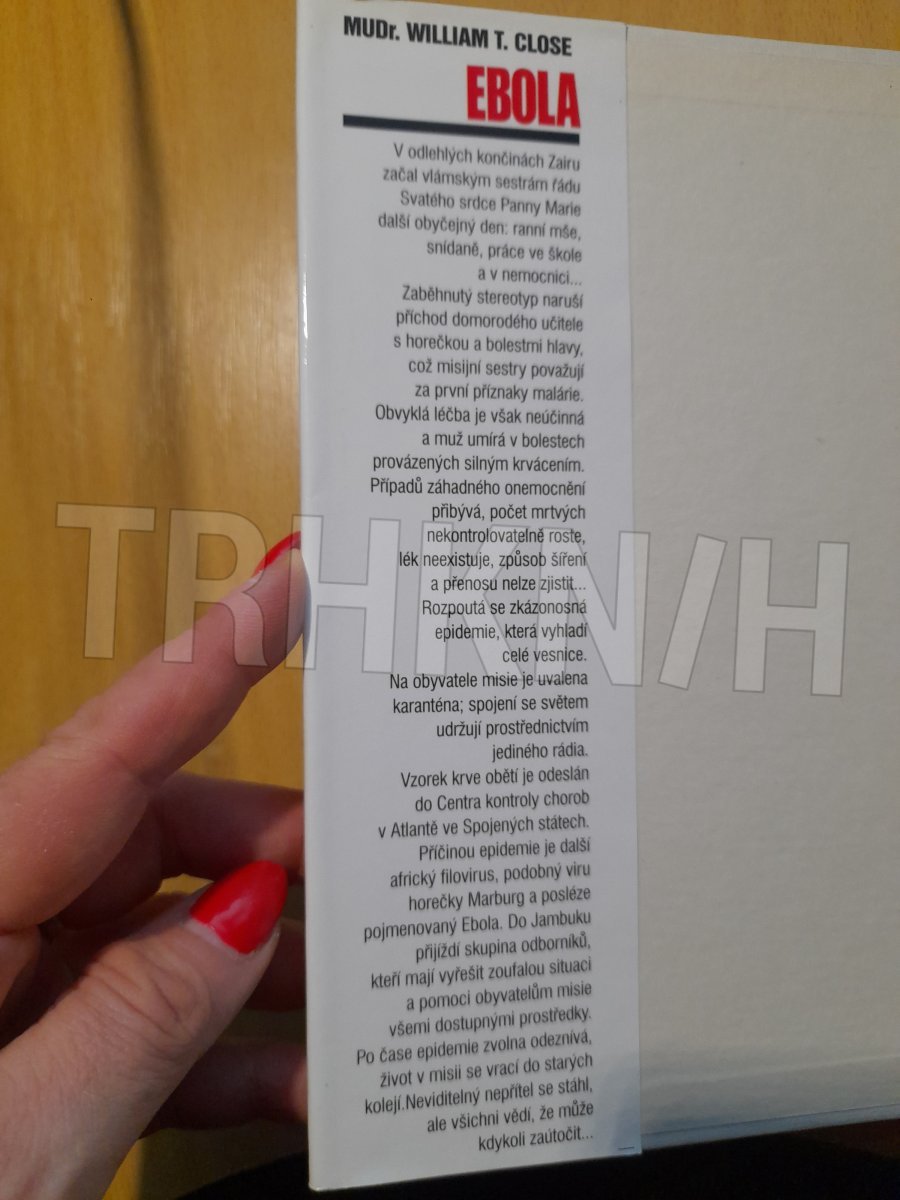 MUDr. WILLIAM T. CLOSE
EBOLA
V odlehlých končinách Zairu
začal vlámským sestrám řádu
Svatého srdce Panny Marie
další obyčejný den: ranní mše,
snídaně, práce ve škole
a v nemocnici...
Zaběhnutý stereotyp naruší
příchod domorodého učitele
s horečkou a bolestmi hlavy,
což misijní sestry považují
za první příznaky malárie.
Obvyklá léčba je však neúčinná
a muž umírá v bolestech
provázených silným krvácením.
Případů záhadného onemocnění
přibývá, počet mrtvých
nekontrolovatelně roste,
lék neexistuje, způsob šíření
a přenosu nelze zjistit...
Rozpoutá se zkázonosná
epidemie, která vyhladí
celé vesnice.
Na obyvatele misie je uvalena
karanténa; spojení se světem
udržují prostřednictvím
jediného rádia.
Vzorek krve obětí je odeslán
do Centra kontroly chorob
v Atlantě ve Spojených státech.
Příčinou epidemie je další
africký filovirus, podobný viru
horečky Marburg a posléze
pojmenovaný Ebola. Do Jambuku
přijíždí skupina odborníků,
kteří mají vyřešit zoufalou situaci
a pomoci obyvatelům misie
všemi dostupnými prostředky.
Po čase epidemie zvolna odeznívá,
život v misii se vrací do starých
kolejí.Neviditelný nepřítel se stáhl,
ale všichni vědí, že může
kdykoli zaútočit...
TRHKN/H